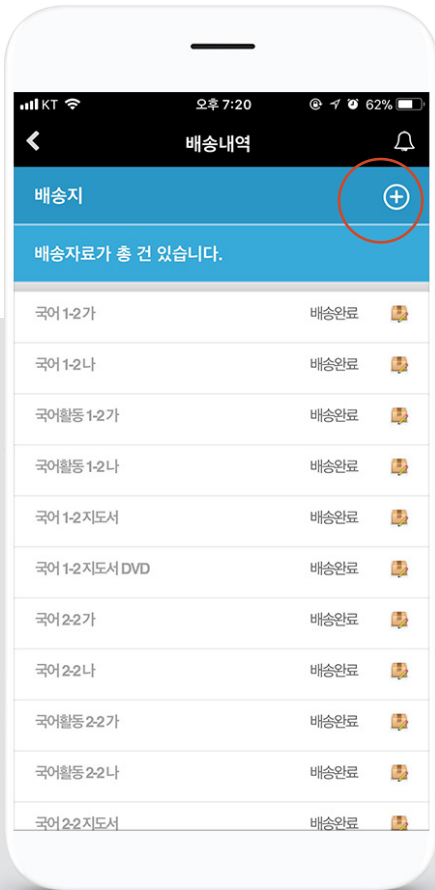 KT 오후 7:20 62%
배송내역
배송지
배송자료가 총 건 있습니다.
국어 1-2 가 배송완료
국어 1-2 나 배송완료
국어활동 1-2 가 배송완료
국어활동 1-2 나 배송완료
국어 1-2 지도서 배송완료
국어 1-2 지도서 DVD 배송완료
국어 2-2 가 배송완료
국어 2-2 나 배송완료
국어활동 2-2 가 배송완료
국어활동 2-2 나 배송완료
국어 2-2 지도서 배송완료